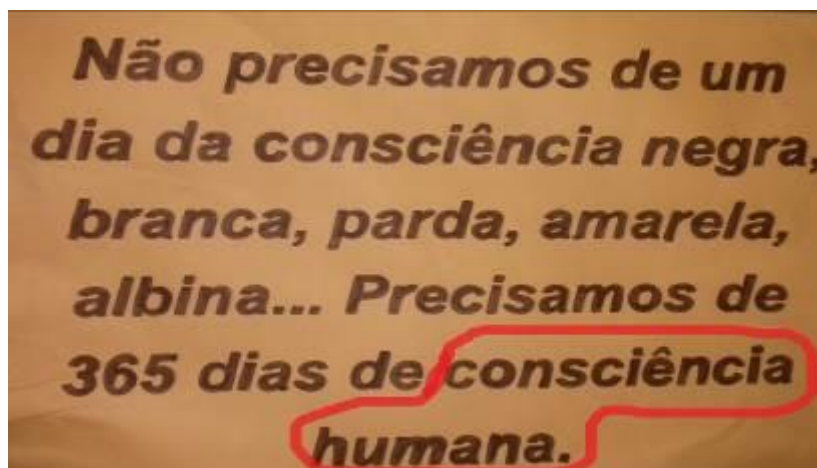 Não precisamos de um
dia da consciência negra,
branca, parda, amarela,
albina... Precisamos de
365 dias de consciência
humana.